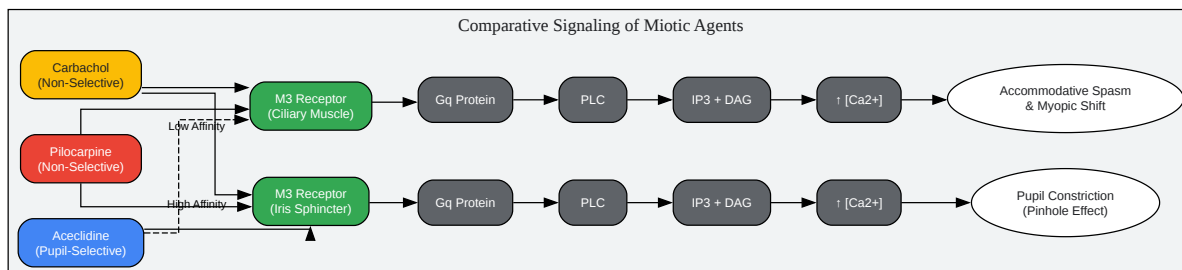 Comparative Signaling of Miotic Agents
Carbachol
(Non-Selective)
M3 Receptor
(Ciliary Muscle)
Gq Protein
PLC
IP3 + DAG
↑ [Ca2+]
Accommodative Spasm
& Myopic Shift
Low Affinity
Pilocarpine
(Non-Selective)
High Affinity
M3 Receptor
(Iris Sphincter)
Gq Protein
PLC
IP3 + DAG
↑ [Ca2+]
Pupil Constriction
(Pinhole Effect)
Aceclidine
(Pupil-Selective)